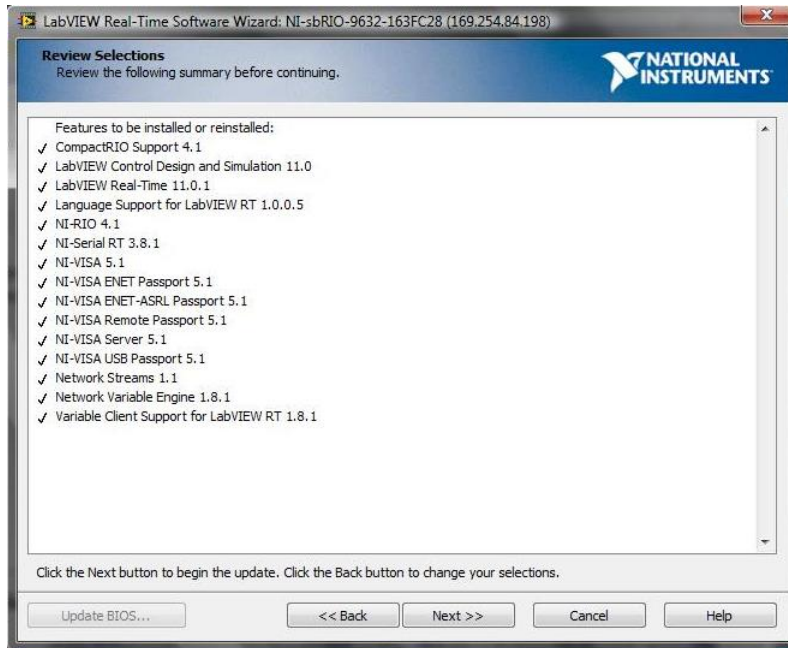 LabVIEW Real-Time Software Wizard: NI-sbRIO-9632-163FC28 (169.254.84.198)
Review Selections
Review the following summary before continuing.
NATIONAL
INSTRUMENTS
Features to be installed or reinstalled:
✓ CompactRIO Support 4.1
✓ LabVIEW Control Design and Simulation 11.0
✓ LabVIEW Real-Time 11.0.1
✓ Language Support for LabVIEW RT 1.0.0.5
✓ NI-RIO 4.1
✓ NI-Serial RT 3.8.1
✓ NI-VISA 5.1
✓ NI-VISA ENET Passport 5.1
✓ NI-VISA ENET-ASRL Passport 5.1
✓ NI-VISA Remote Passport 5.1
✓ NI-VISA Server 5.1
✓ NI-VISA USB Passport 5.1
✓ Network Streams 1.1
✓ Network Variable Engine 1.8.1
✓ Variable Client Support for LabVIEW RT 1.8.1
Click the Next button to begin the update. Click the Back button to change your selections.
Update BIOS... << Back Next >> Cancel Help